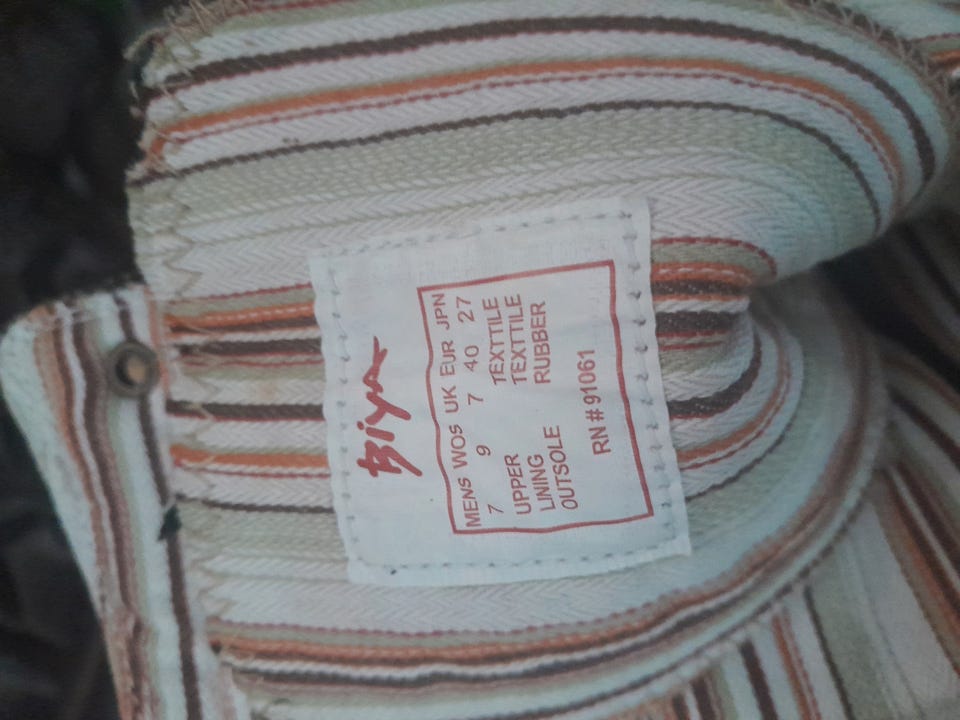 Biya
MENS WOS UK EUR JPN
7 9 7 40 27
UPPER TEXTTILE
LINING TEXTTILE
OUTSOLE RUBBER
RN # 91061